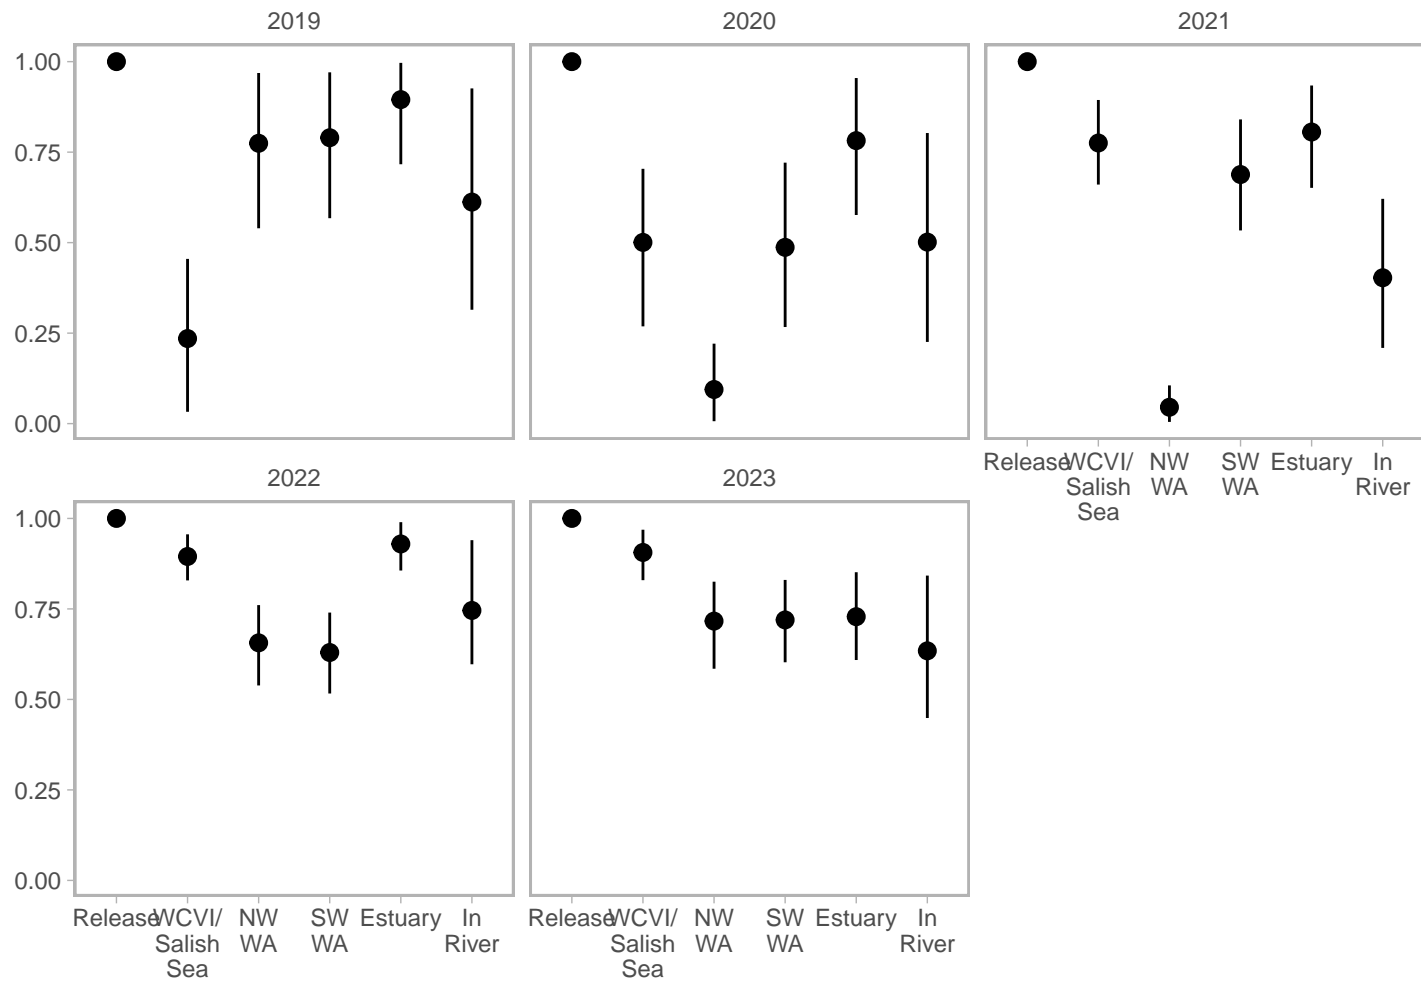 2019
2020
2021
1.00
0.75
0.50
0.25
0.00
Release WCVI/ NW SW Estuary In
Salish WA WA River
Sea
2022
2023
1.00
0.75
0.50
0.25
0.00
Release WCVI/ NW SW Estuary In
Salish WA WA River
Sea
Release WCVI/ NW SW Estuary In
Salish WA WA River
Sea